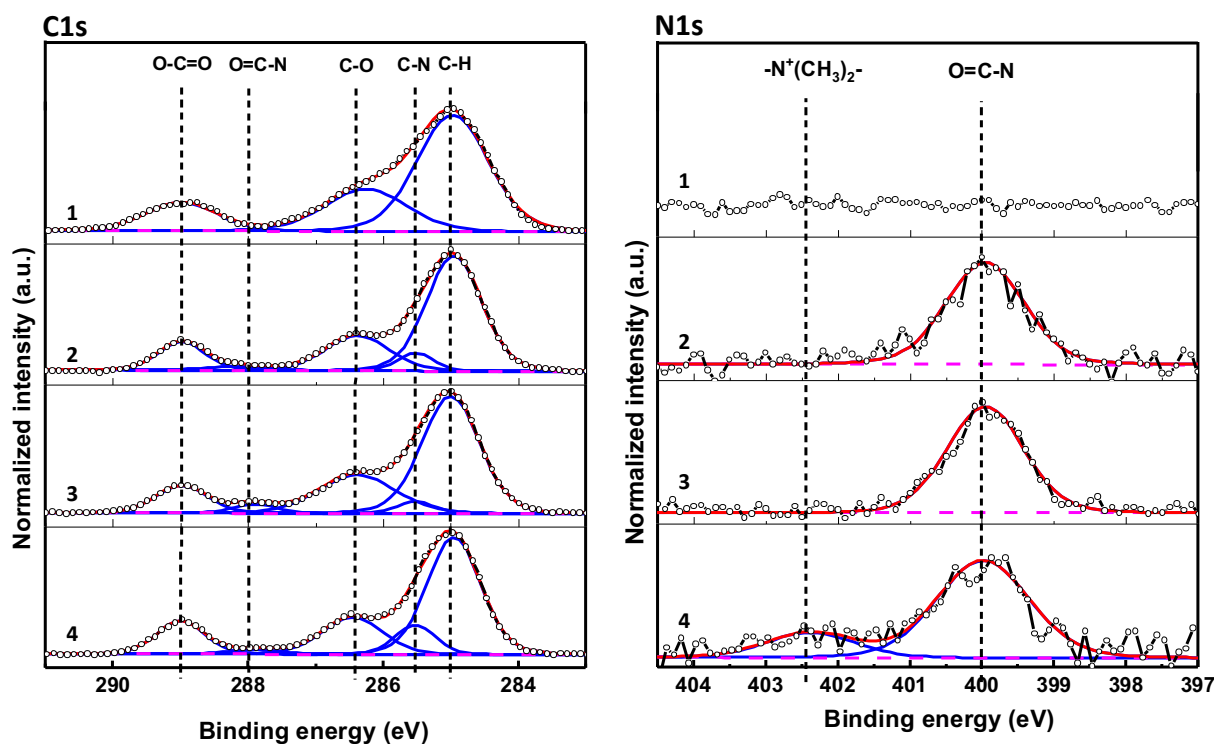 C1s
O-C=O O=C-N C-O C-N C-H
1
2
3
4
290 288 286 284
Binding energy (eV)
Normalized intensity (a.u.)
N1s
-N⁺(CH₃)₂- O=C-N
1
2
3
4
404 403 402 401 400 399 398 397
Binding energy (eV)
Normalized intensity (a.u.)